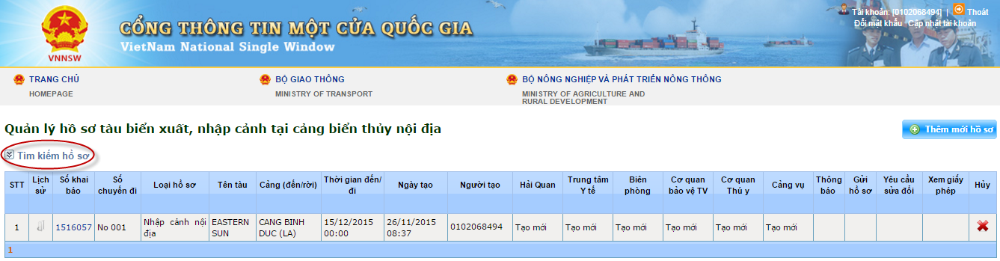 VNNSW
CỔNG THÔNG TIN MỘT CỬA QUỐC GIA
VietNam National Single Window
Tài khoản: [0102068494] | Thoát
Đổi mật khẩu Cập nhật tài khoản
TRANG CHỦ
HOMEPAGE
BỘ GIAO THÔNG
MINISTRY OF TRANSPORT
BỘ NÔNG NGHIỆP VÀ PHÁT TRIỂN NÔNG THÔNG
MINISTRY OF AGRICULTURE AND
RURAL DEVELOPMENT
Quản lý hồ sơ tàu biển xuất, nhập cảnh tại cảng biển thủy nội địa
Thêm mới hồ sơ
Tìm kiếm hồ sơ
STT Lịch sử Số khai báo Số chuyến đi Loại hồ sơ Tên tàu Cảng (đến/rời) Thời gian đến/đi Ngày tạo Người tạo Hải Quan Trung tâm Y tế Biên phòng Cơ quan bảo vệ TV Cơ quan Thú y Cảng vụ Thông báo Gửi hồ sơ Yêu cầu sửa đổi Xem giấy phép Hủy
1 1516057 No 001 Nhập cảnh nội địa EASTERN SUN CANG BINH DUC (LA) 15/12/2015 00:00 26/11/2015 08:37 0102068494 Tạo mới Tạo mới Tạo mới Tạo mới Tạo mới Tạo mới
1